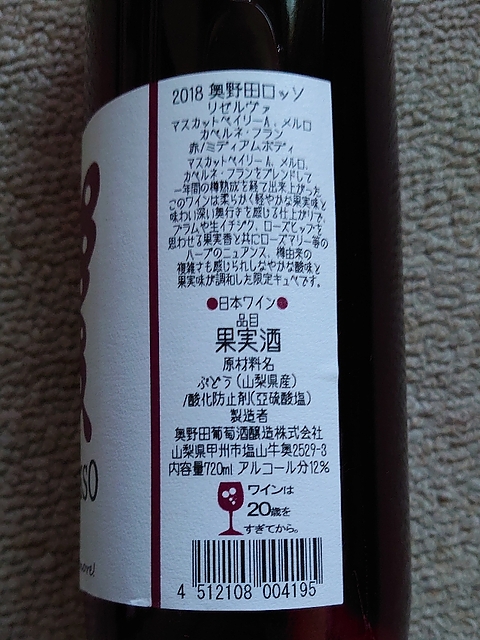 2018 奥野田ロッソ
リゼルヴァ
マスカットベイリーA、メルロ
カベルネ・フラン
赤/ミディアムボディ
マスカットベイリーA、メルロ、
カベルネ・フランをブレンドして
一年間の樽熟成を経て出来上がった
このワインは柔らかく軽やかな果実味と
味わい深い奥行きを感じる仕上がりで、
プラムや生イチジク、ローズヒップを
思わせる果実香と共にローズマリー等の
ハーブのニュアンス、樽由来の
複雑さも感じられしなやかな酸味と
果実味が調和した限定キュベです。
●日本ワイン●
品目
果実酒
原材料名
ぶどう(山梨県産)
/酸化防止剤(亜硫酸塩)
製造者
奥野田葡萄酒醸造株式会社
山梨県甲州市塩山牛奥2529-3
内容量720ml アルコール分12%
ワインは
20歳を
すぎてから。
4 512108 004195